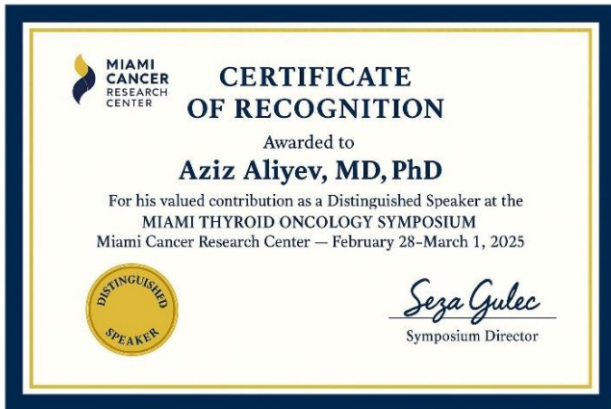 MIAMI
CANCER
RESEARCH
CENTER
CERTIFICATE
OF RECOGNITION
Awarded to
Aziz Aliyev, MD, PhD
For his valued contribution as a Distinguished Speaker at the
MIAMI THYROID ONCOLOGY SYMPOSIUM
Miami Cancer Research Center — February 28–March 1, 2025
DISTINGUISHED
SPEAKER
Seza Gulec
Symposium Director